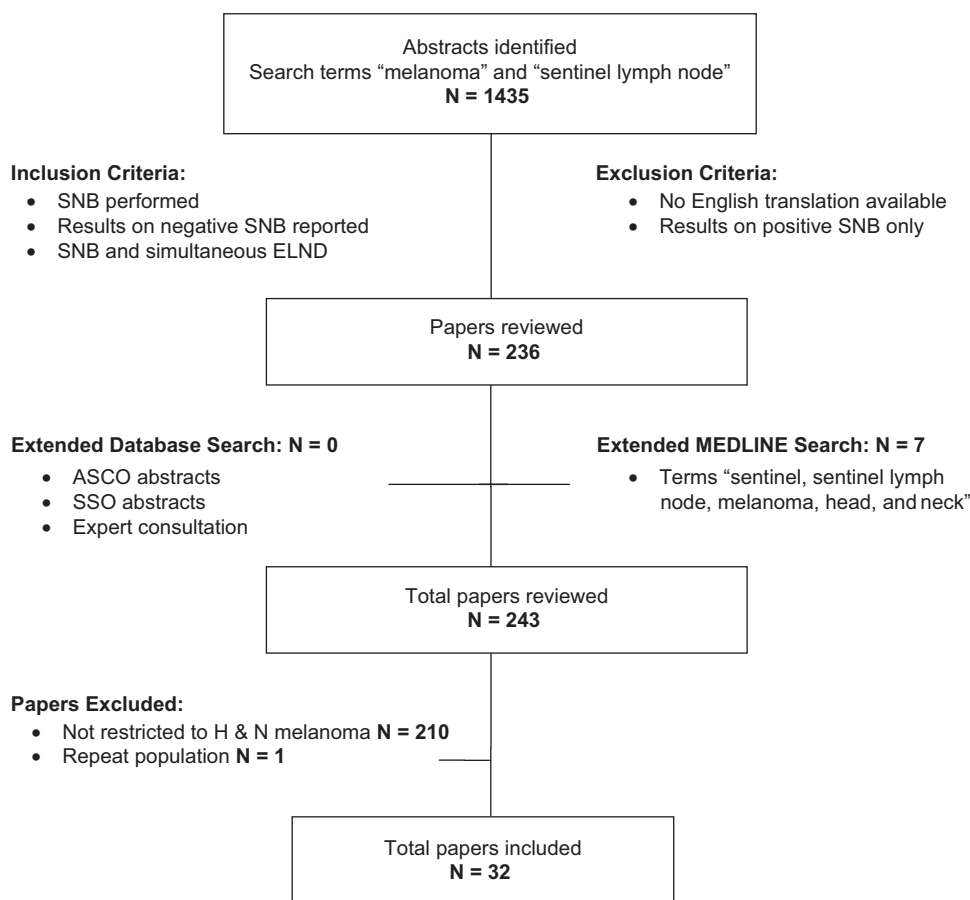 Abstracts identified
Search terms “melanoma” and “sentinel lymph node”
N = 1435
Inclusion Criteria:
• SNB performed
• Results on negative SNB reported
• SNB and simultaneous ELND
Exclusion Criteria:
• No English translation available
• Results on positive SNB only
Papers reviewed
N = 236
Extended Database Search: N = 0
• ASCO abstracts
• SSO abstracts
• Expert consultation
Extended MEDLINE Search: N = 7
• Terms “sentinel, sentinel lymph
node, melanoma, head, and neck”
Total papers reviewed
N = 243
Papers Excluded:
• Not restricted to H & N melanoma N = 210
• Repeat population N = 1
Total papers included
N = 32